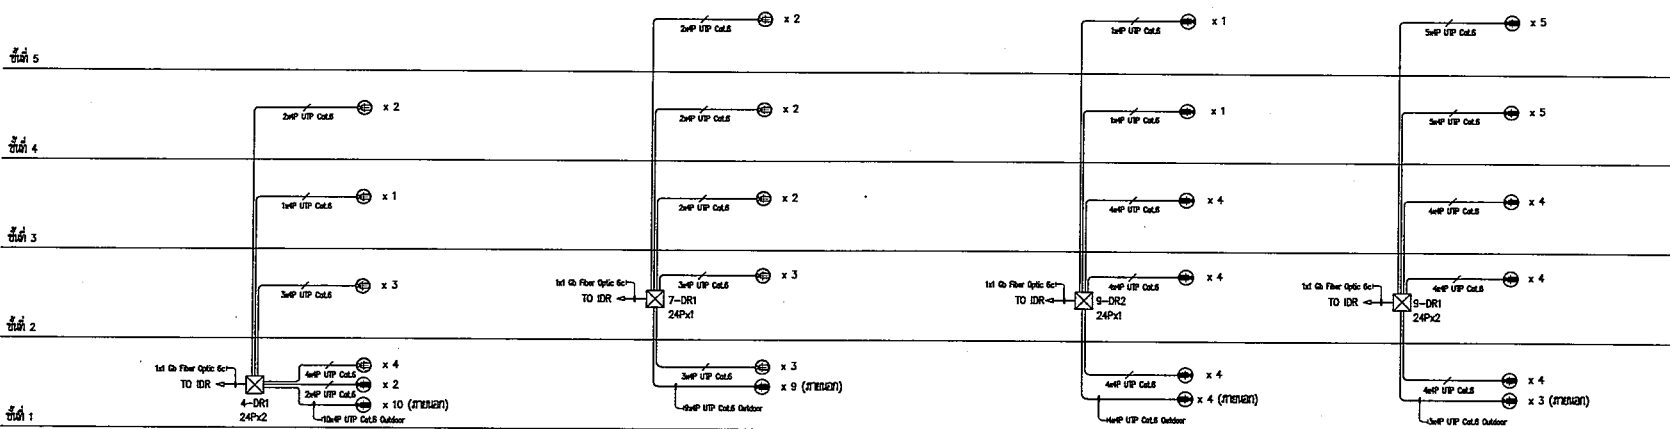 x 2
2x4P UTP Cat.6
x 2
2x4P UTP Cat.6
x 1
1x4P UTP Cat.6
x 5
5x4P UTP Cat.6
ชั้นที่ 5
x 2
2x4P UTP Cat.6
x 2
2x4P UTP Cat.6
x 1
1x4P UTP Cat.6
x 5
5x4P UTP Cat.6
ชั้นที่ 4
x 1
1x4P UTP Cat.6
x 2
2x4P UTP Cat.6
x 4
4x4P UTP Cat.6
x 4
4x4P UTP Cat.6
ชั้นที่ 3
x 3
3x4P UTP Cat.6
1x1 Gb Fiber Optic 6c
TO IDR
x 3
3x4P UTP Cat.6
7-DR1
24Px1
1x1 Gb Fiber Optic 6c
TO IDR
x 4
4x4P UTP Cat.6
9-DR2
24Px1
1x1 Gb Fiber Optic 6c
TO IDR
x 4
4x4P UTP Cat.6
9-DR1
24Px2
ชั้นที่ 2
1x1 Gb Fiber Optic 6c
TO IDR
4-DR1
24Px2
x 4
4x4P UTP Cat.6
x 2
2x4P UTP Cat.6
x 10 (ภายนอก)
10x4P UTP Cat.6 Outdoor
x 3
3x4P UTP Cat.6
x 9 (ภายนอก)
9x4P UTP Cat.6 Outdoor
x 4
4x4P UTP Cat.6
x 4 (ภายนอก)
4x4P UTP Cat.6 Outdoor
x 4
4x4P UTP Cat.6
x 3 (ภายนอก)
3x4P UTP Cat.6 Outdoor
ชั้นที่ 1